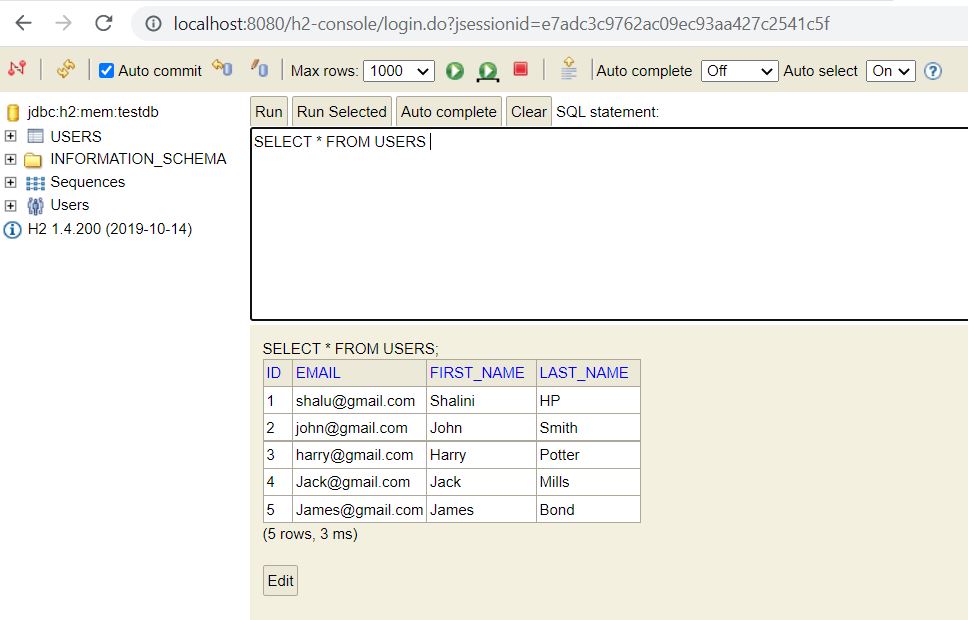 localhost:8080/h2-console/login.do?jsessionid=e7adc3c9762ac09ec93aa427c2541c5f
Auto commit Max rows: 1000 Auto complete Off Auto select On ?
jdbc:h2:mem:testdb
USERS
INFORMATION_SCHEMA
Sequences
Users
H2 1.4.200 (2019-10-14)
Run Run Selected Auto complete Clear SQL statement:
SELECT * FROM USERS
SELECT * FROM USERS;
ID EMAIL FIRST_NAME LAST_NAME
1 shalu@gmail.com Shalini HP
2 john@gmail.com John Smith
3 harry@gmail.com Harry Potter
4 Jack@gmail.com Jack Mills
5 James@gmail.com James Bond
(5 rows, 3 ms)
Edit